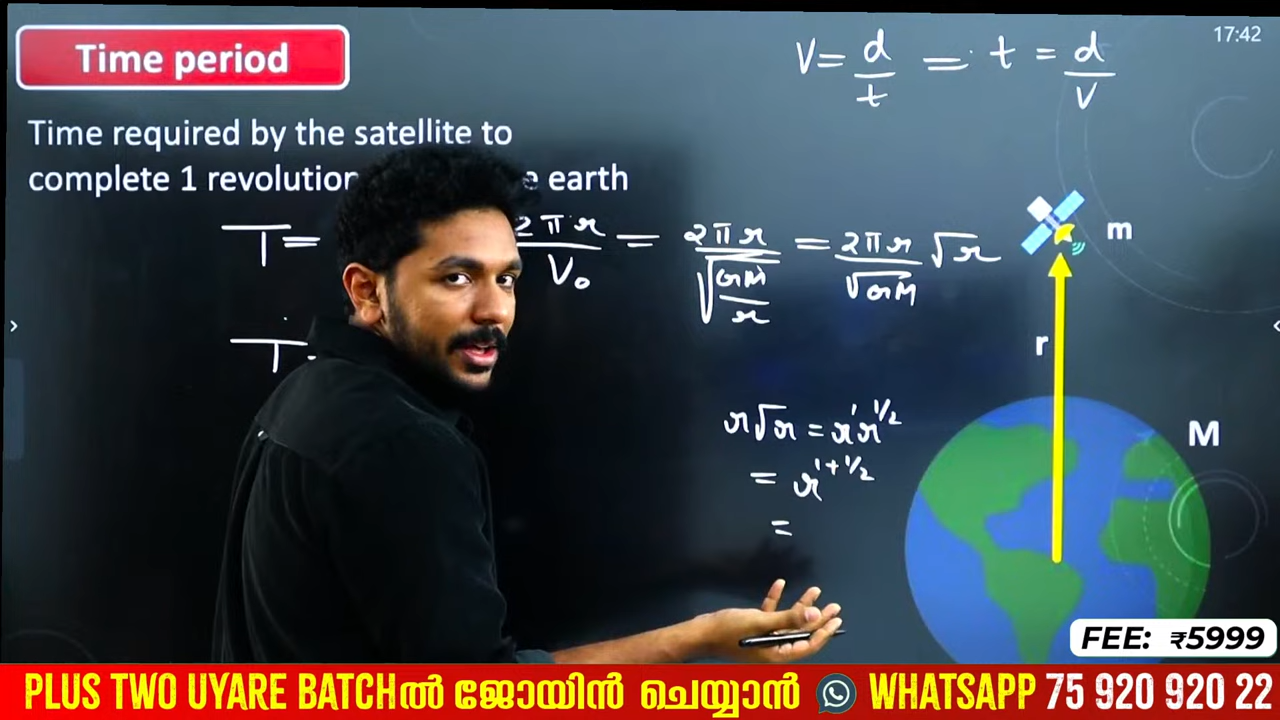 17:42
Time period
V = d/t = t = d/V
Time required by the satellite to
complete 1 revolution e earth
T = 2πr/V₀ = 2πr/√(GM/r) = 2πr/√GM √r
m
T
r
r√r = r¹r^1/2
M
= r^1+1/2
=
FEE: ₹5999
PLUS TWO UYARE BATCHൽ ജോയിൻ ചെയ്യാൻ WHATSAPP 75 920 920 22